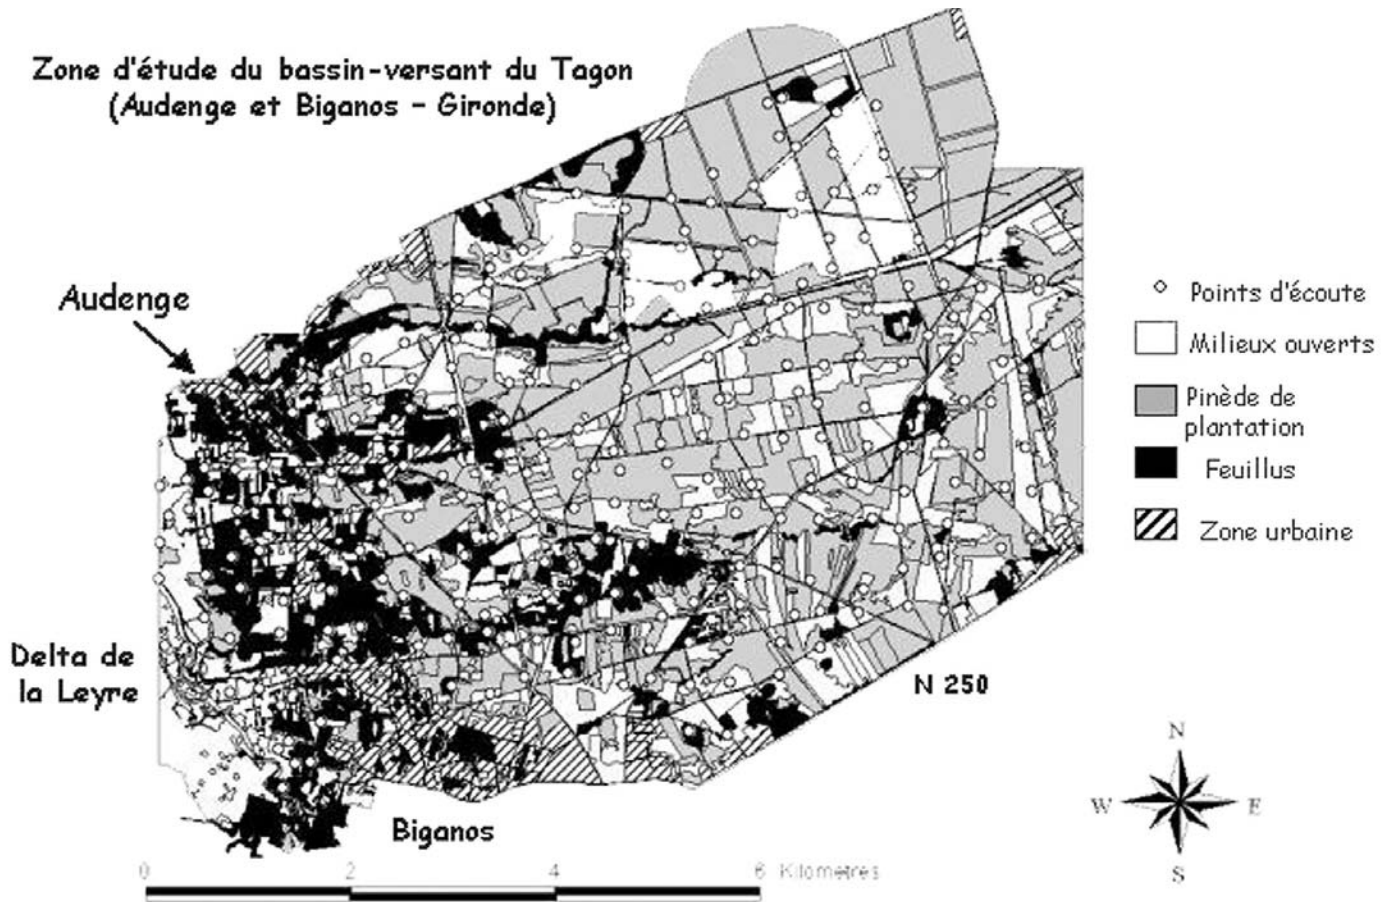 Zone d'étude du bassin-versant du Tagon
(Audenge et Biganos – Gironde)
Audenge
Points d'écoute
Milieux ouverts
Pinède de
plantation
Feuillus
Zone urbaine
Delta de
la Leyre
N 250
Biganos
N
W E
S
0 2 4 6 Kilometres